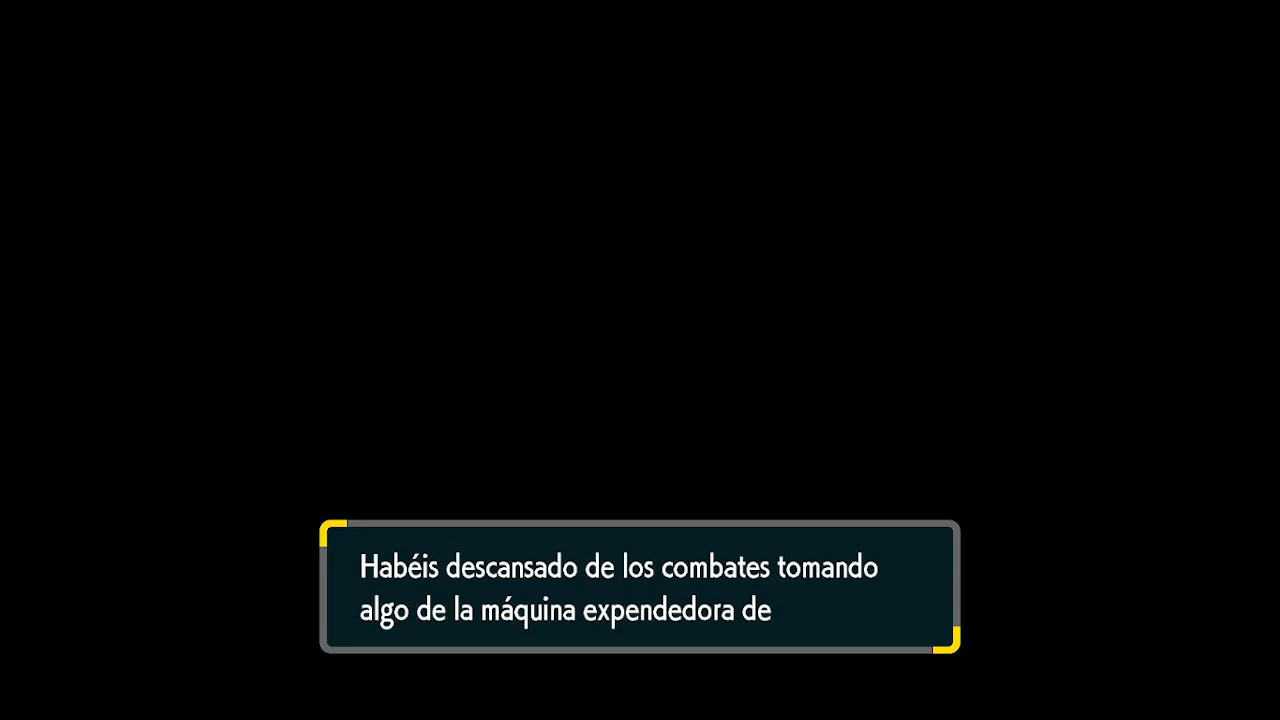 Habéis descansado de los combates tomando
algo de la máquina expendedora de